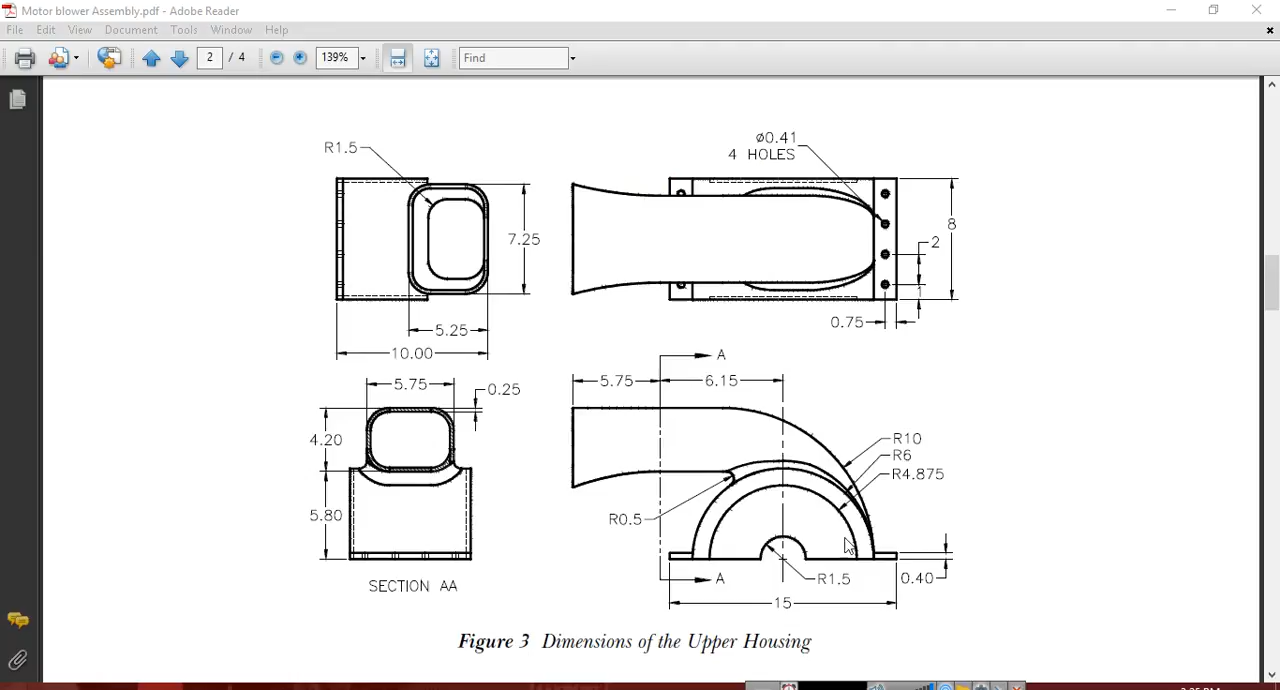 Motor blower Assembly.pdf - Adobe Reader
File Edit View Document Tools Window Help
2 / 4 139% Find
R1.5
7.25
5.25
10.00
ø0.41
4 HOLES
8
2
1
0.75
A
5.75
0.25
4.20
5.80
SECTION AA
5.75
6.15
R10
R6
R4.875
R0.5
A
R1.5
0.40
15
Figure 3 Dimensions of the Upper Housing